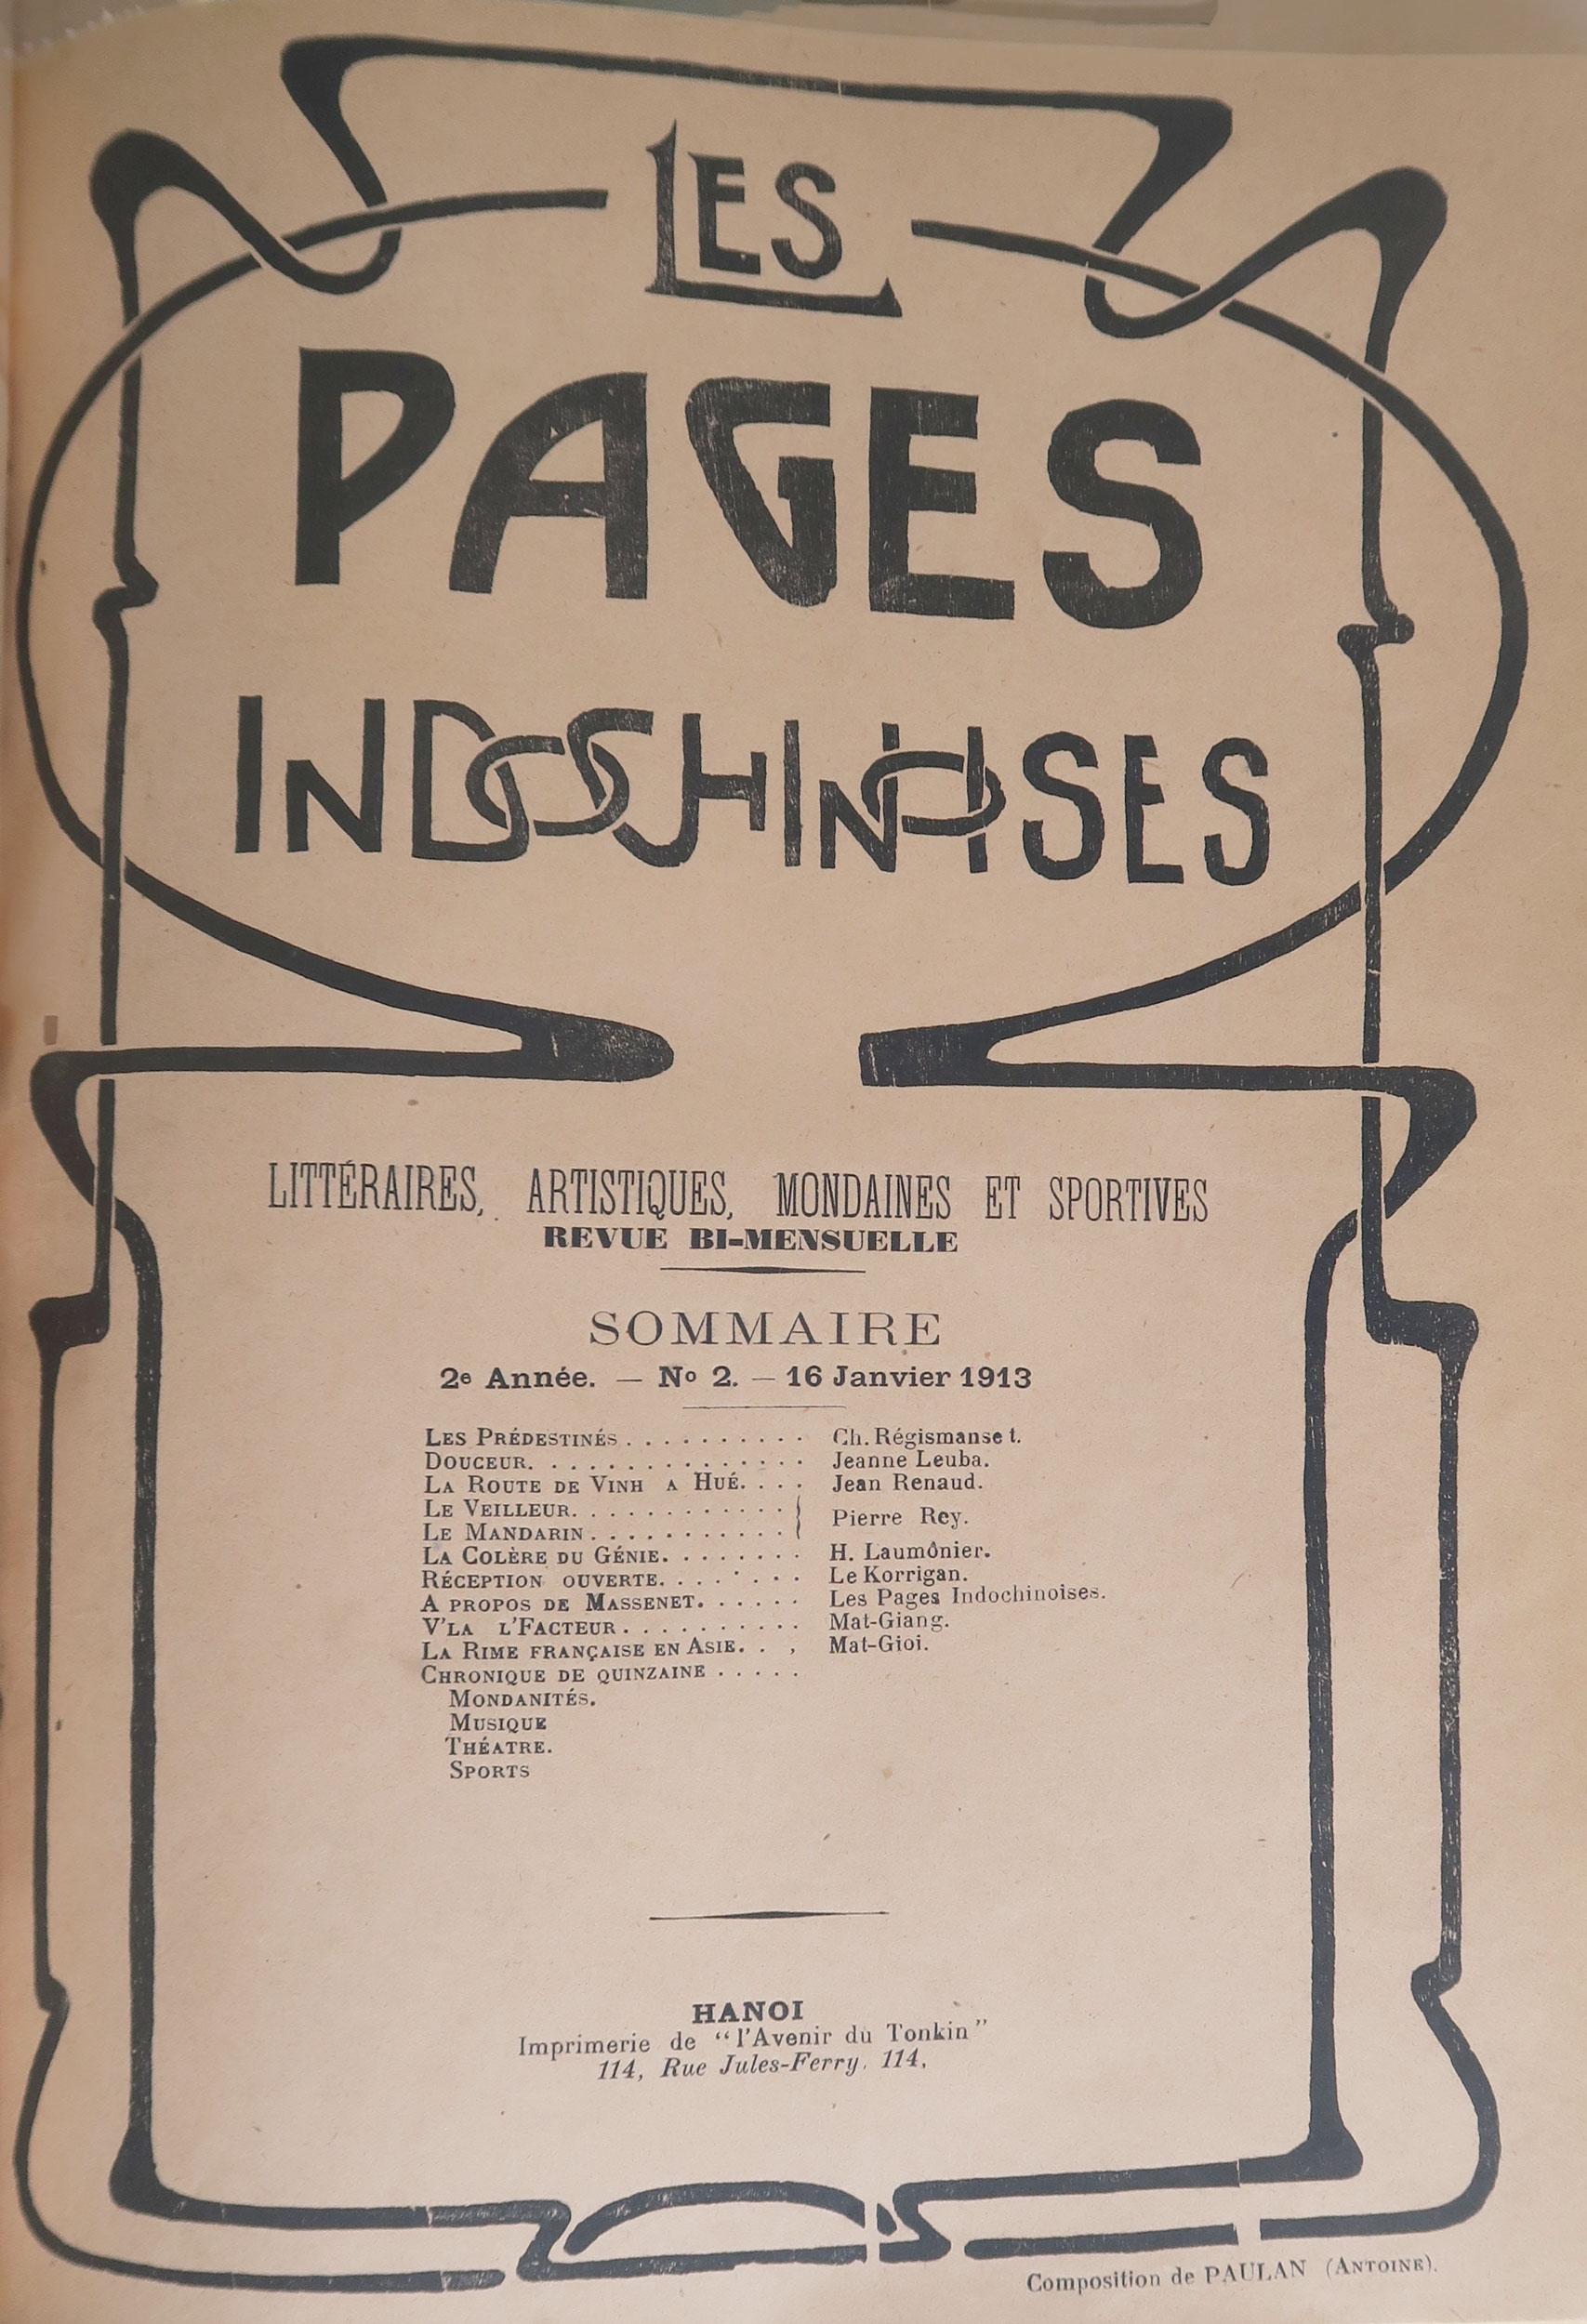 LES
PAGES
INDOCHINOISES
LITTÉRAIRES, ARTISTIQUES, MONDAINES ET SPORTIVES
REVUE BI-MENSUELLE
SOMMAIRE
2e Année. — No 2. — 16 Janvier 1913
LES PRÉDESTINÉS . . . . . . . . . . Ch. Régismanse t.
DOUCEUR. . . . . . . . . . . . . . . Jeanne Leuba.
LA ROUTE DE VINH A HUÉ. . . . Jean Renaud.
LE VEILLEUR. . . . . . . . . . . .
LE MANDARIN . . . . . . . . . . . } Pierre Rey.
LA COLÈRE DU GÉNIE. . . . . . . . H. Laumônier.
RÉCEPTION OUVERTE. . . . . . . . Le Korrigan.
A PROPOS DE MASSENET. . . . . . Les Pages Indochinoises.
V'LA L'FACTEUR . . . . . . . . . . Mat-Giang.
LA RIME FRANÇAISE EN ASIE. . , Mat-Gioi.
CHRONIQUE DE QUINZAINE . . . . .
MONDANITÉS.
MUSIQUE
THÉATRE.
SPORTS
HANOI
Imprimerie de “l'Avenir du Tonkin”
114, Rue Jules-Ferry. 114,
Composition de PAULAN (ANTOINE).